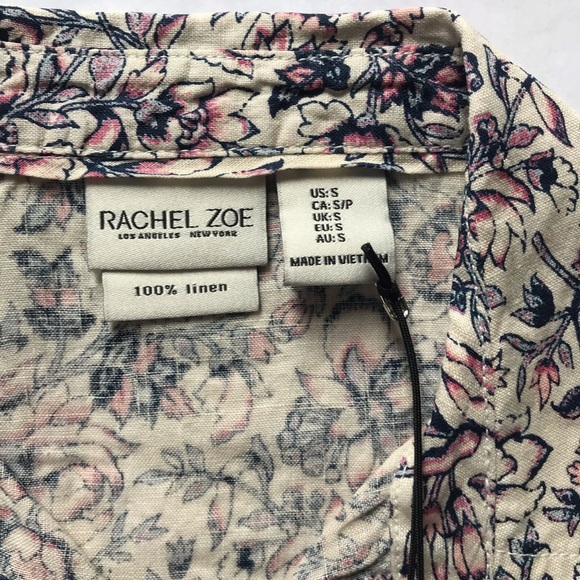 RACHEL ZOE
LOS ANGELES NEW YORK
100% linen
US: S
CA: S/P
UK: S
EU: S
AU: S
MADE IN VIETNAM